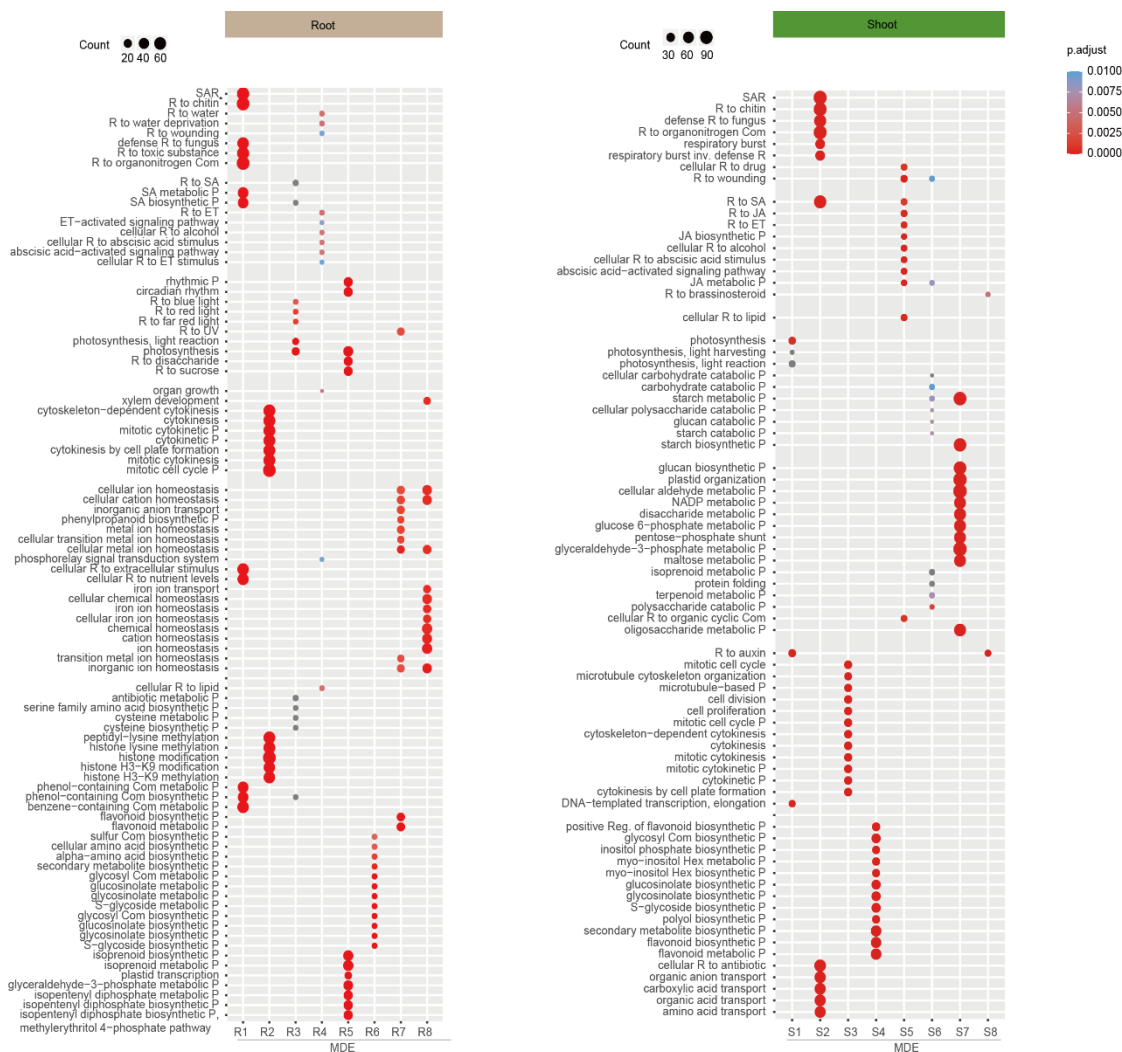 Root
Count
20 40 60
SAR
R to chitin
R to water
R to water deprivation
R to wounding
defense R to fungus
R to toxic substance
R to organonitrogen Com
R to SA
SA metabolic P
SA biosynthetic P
R to ET
ET-activated signaling pathway
cellular R to alcohol
cellular R to abscisic acid stimulus
abscisic acid-activated signaling pathway
cellular R to ET stimulus
rhythmic P
circadian rhythm
R to blue light
R to red light
R to far red light
R to UV
photosynthesis, light reaction
photosynthesis
R to disaccharide
R to sucrose
organ growth
xylem development
cytoskeleton-dependent cytokinesis
cytokinesis
mitotic cytokinetic P
cytokinetic P
cytokinesis by cell plate formation
mitotic cytokinesis
mitotic cell cycle P
cellular ion homeostasis
cellular cation homeostasis
inorganic anion transport
phenylpropanoid biosynthetic P
metal ion homeostasis
cellular transition metal ion homeostasis
cellular metal ion homeostasis
phosphorelay signal transduction system
cellular R to extracellular stimulus
cellular R to nutrient levels
iron ion transport
cellular chemical homeostasis
iron ion homeostasis
cellular iron ion homeostasis
chemical homeostasis
cation homeostasis
ion homeostasis
transition metal ion homeostasis
inorganic ion homeostasis
cellular R to lipid
antibiotic metabolic P
serine family amino acid biosynthetic P
cysteine metabolic P
cysteine biosynthetic P
peptidyl-lysine methylation
histone lysine methylation
histone modification
histone H3-K9 modification
histone H3-K9 methylation
phenol-containing Com metabolic P
phenol-containing Com biosynthetic P
benzene-containing Com metabolic P
flavonoid biosynthetic P
flavonoid metabolic P
sulfur Com biosynthetic P
cellular amino acid biosynthetic P
alpha-amino acid biosynthetic P
secondary metabolite biosynthetic P
glycosyl Com metabolic P
glucosinolate metabolic P
glycosinolate metabolic P
S-glycoside metabolic P
glycosyl Com biosynthetic P
glucosinolate biosynthetic P
glycosinolate biosynthetic P
S-glycoside biosynthetic P
isoprenoid biosynthetic P
isoprenoid metabolic P
plastid transcription
glyceraldehyde-3-phosphate metabolic P
isopentenyl diphosphate metabolic P
isopentenyl diphosphate biosynthetic P
isopentenyl diphosphate biosynthetic P,
methylerythritol 4-phosphate pathway
R1 R2 R3 R4 R5 R6 R7 R8
MDE
Shoot
Count
30 60 90
SAR
R to chitin
defense R to fungus
R to organonitrogen Com
respiratory burst
respiratory burst inv. defense R
cellular R to drug
R to wounding
R to SA
R to JA
R to ET
JA biosynthetic P
cellular R to alcohol
cellular R to abscisic acid stimulus
abscisic acid-activated signaling pathway
JA metabolic P
R to brassinosteroid
cellular R to lipid
photosynthesis
photosynthesis, light harvesting
photosynthesis, light reaction
cellular carbohydrate catabolic P
carbohydrate catabolic P
starch metabolic P
cellular polysaccharide catabolic P
glucan catabolic P
starch catabolic P
starch biosynthetic P
glucan biosynthetic P
plastid organization
cellular aldehyde metabolic P
NADP metabolic P
disaccharide metabolic P
glucose 6-phosphate metabolic P
pentose-phosphate shunt
glyceraldehyde-3-phosphate metabolic P
maltose metabolic P
isoprenoid metabolic P
protein folding
terpenoid metabolic P
polysaccharide catabolic P
cellular R to organic cyclic Com
oligosaccharide metabolic P
R to auxin
mitotic cell cycle
microtubule cytoskeleton organization
microtubule-based P
cell division
cell proliferation
mitotic cell cycle P
cytoskeleton-dependent cytokinesis
cytokinesis
mitotic cytokinesis
mitotic cytokinetic P
cytokinetic P
cytokinesis by cell plate formation
DNA-templated transcription, elongation
positive Reg. of flavonoid biosynthetic P
glycosyl Com biosynthetic P
inositol phosphate biosynthetic P
myo-inositol Hex metabolic P
myo-inositol Hex biosynthetic P
glucosinolate biosynthetic P
glycosinolate biosynthetic P
S-glycoside biosynthetic P
polyol biosynthetic P
secondary metabolite biosynthetic P
flavonoid biosynthetic P
flavonoid metabolic P
cellular R to antibiotic
organic anion transport
carboxylic acid transport
organic acid transport
amino acid transport
S1 S2 S3 S4 S5 S6 S7 S8
MDE
p.adjust
0.0100
0.0075
0.0050
0.0025
0.0000